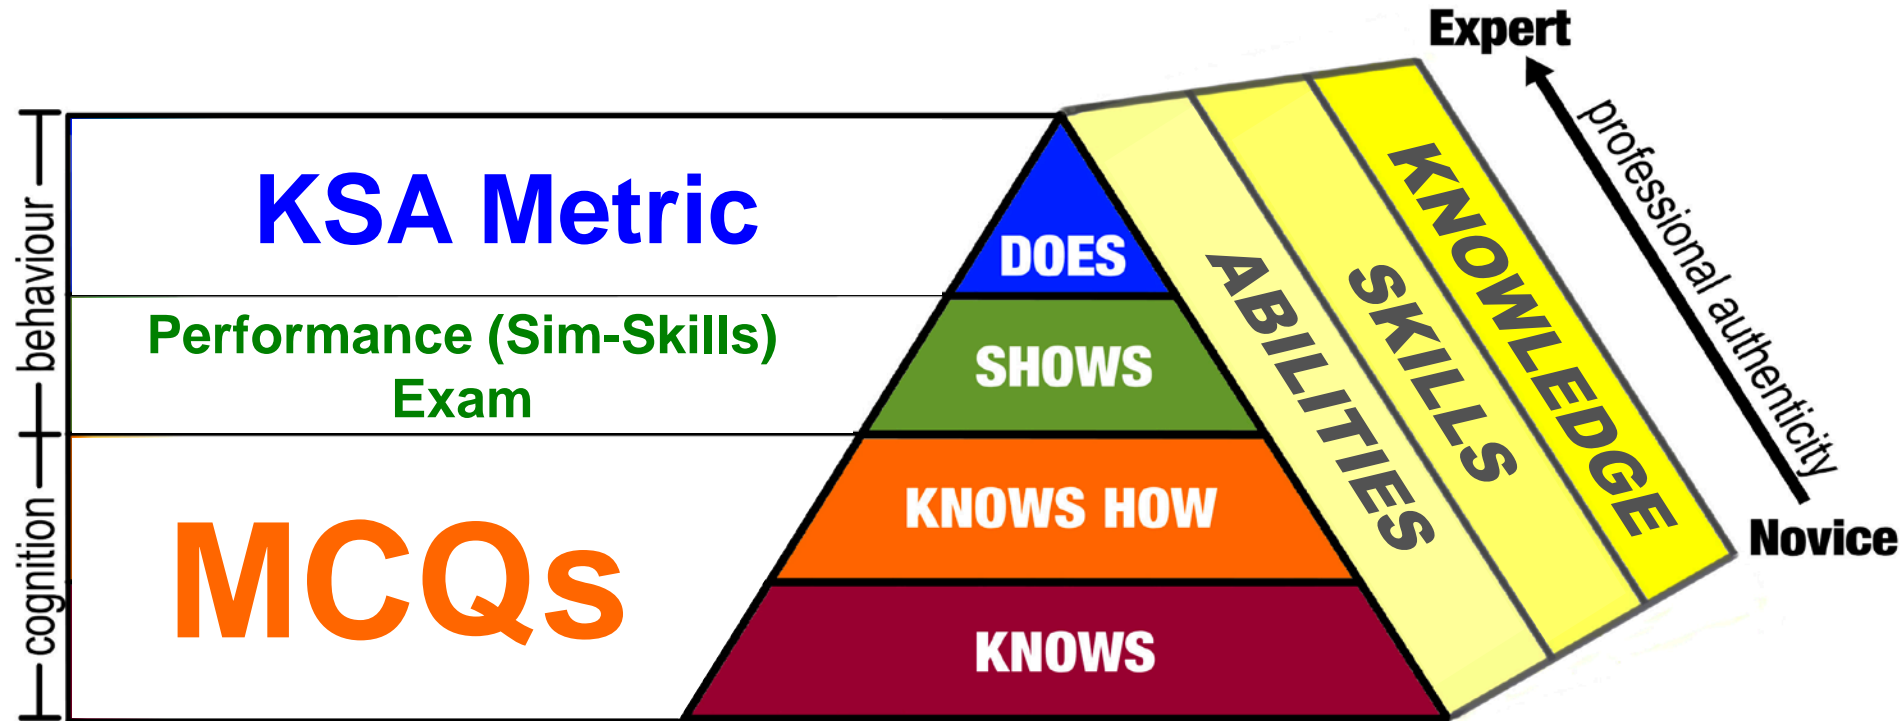 Expert
professional authenticity
Novice
behaviour
cognition
KSA Metric
Performance (Sim-Skills)
Exam
MCQs
DOES
SHOWS
KNOWS HOW
KNOWS
ABILITIES
SKILLS
KNOWLEDGE